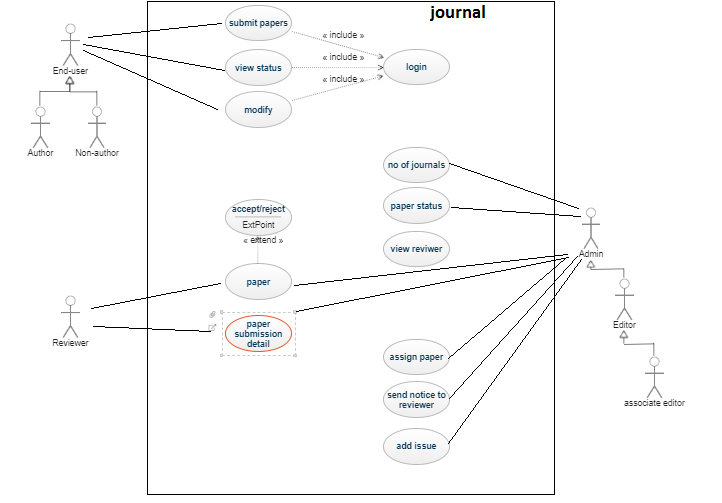 journal
submit papers
« include »
End-user
view status
« include »
login
« include »
modify
Author
Non-author
no of journals
accept/reject
ExtPoint
« extend »
paper status
view reviwer
Admin
paper
Reviewer
paper
submission
detail
Editor
assign paper
send notice to
reviewer
associate editor
add issue